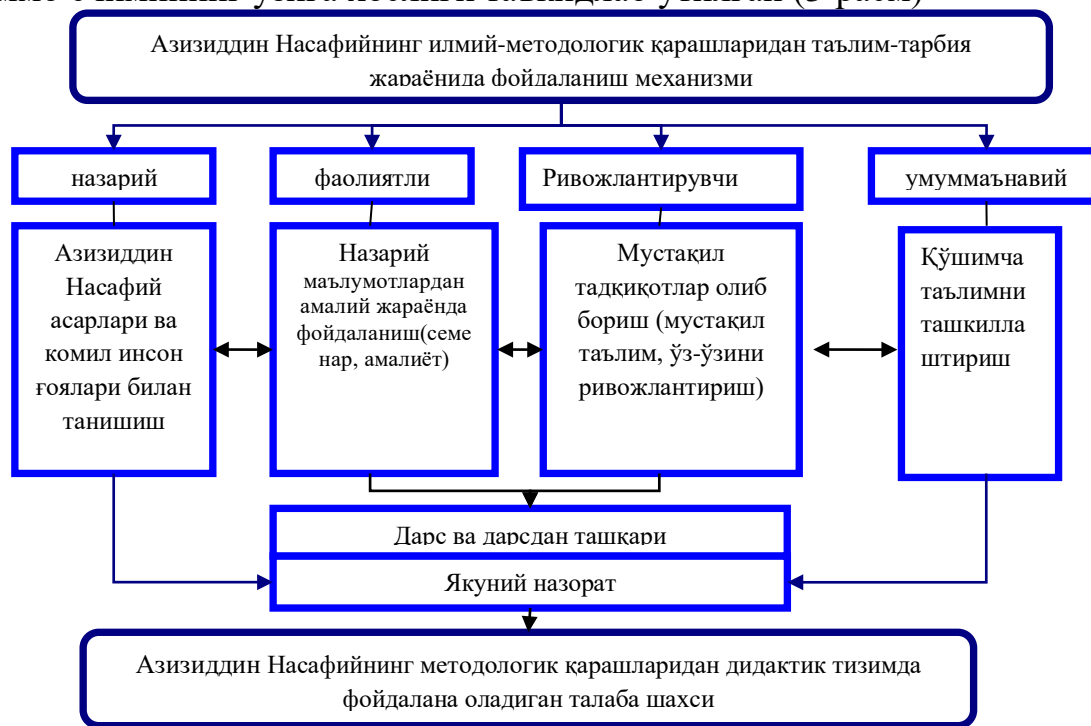 (3-расм)
Азизиддин Насафийнинг илмий-методологик қарашларидан таълим-тарбия
жараёнида фойдаланиш механизми
назарий
фаолиятли
Ривожлантирувчи
умуммаънавий
Азизиддин
Насафий
асарлари ва
комил инсон
ғоялари билан
танишиш
Назарий
маълумотлардан
амалий жараёнда
фойдаланиш(семе
нар, амалиёт)
Мустақил
тадқиқотлар олиб
бориш (мустақил
таълим, ўз-ўзини
ривожлантириш)
Қўшимча
таълимни
ташкилла
штириш
Дарс ва дарсдан ташқари
Якуний назорат
Азизиддин Насафийнинг методологик қарашларидан дидактик тизимда
фойдалана оладиган талаба шахси